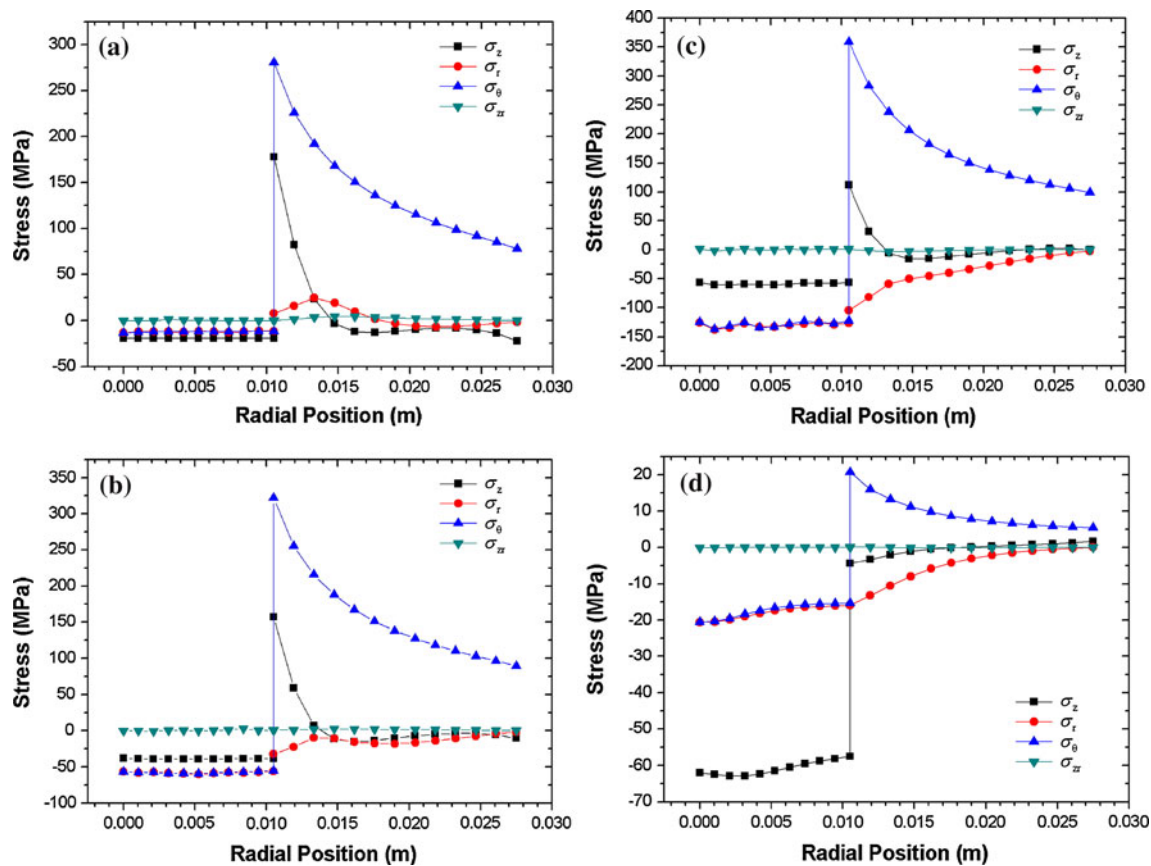 (a)
300
250
200
150
100
50
0
-50
Stress (MPa)
0.000 0.005 0.010 0.015 0.020 0.025 0.030
Radial Position (m)
σz
σr
σθ
σzr
(c)
400
350
300
250
200
150
100
50
0
-50
-100
-150
-200
Stress (MPa)
0.000 0.005 0.010 0.015 0.020 0.025 0.030
Radial Position (m)
σz
σr
σθ
σzr
(b)
350
300
250
200
150
100
50
0
-50
-100
Stress (MPa)
0.000 0.005 0.010 0.015 0.020 0.025 0.030
Radial Position (m)
σz
σr
σθ
σzr
(d)
20
10
0
-10
-20
-30
-40
-50
-60
-70
Stress (MPa)
0.000 0.005 0.010 0.015 0.020 0.025 0.030
Radial Position (m)
σz
σr
σθ
σzr